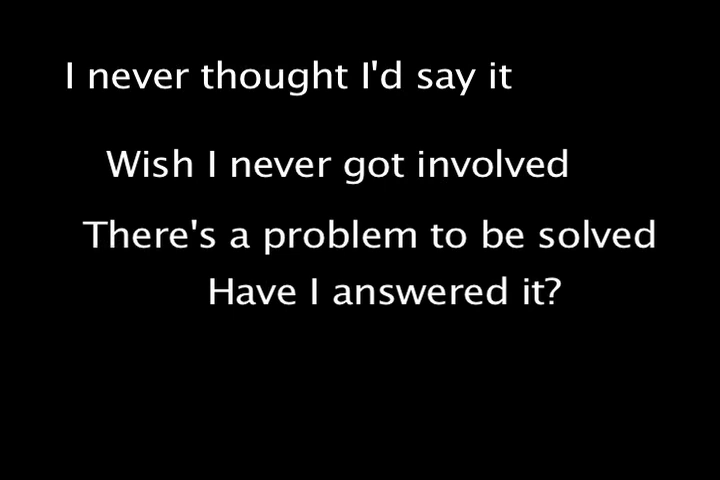 I never thought I'd say it
Wish I never got involved
There's a problem to be solved
Have I answered it?